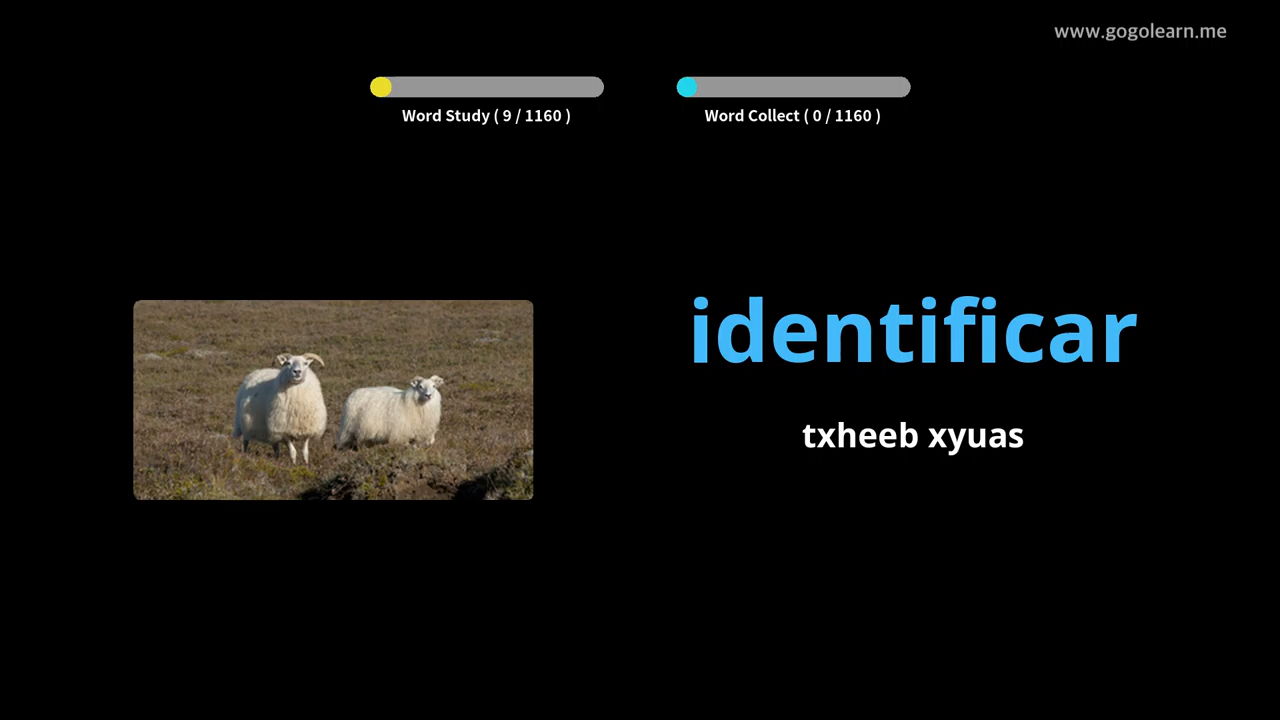 www.gogolearn.me
Word Study ( 9 / 1160 )
Word Collect ( 0 / 1160 )
identificar
txheeb xyuas